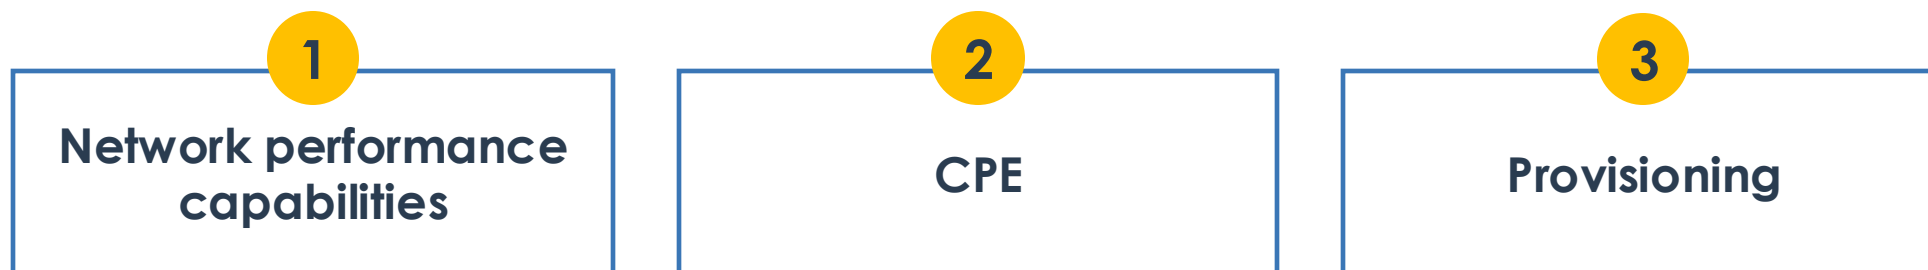 1
Network performance
capabilities
2
CPE
3
Provisioning